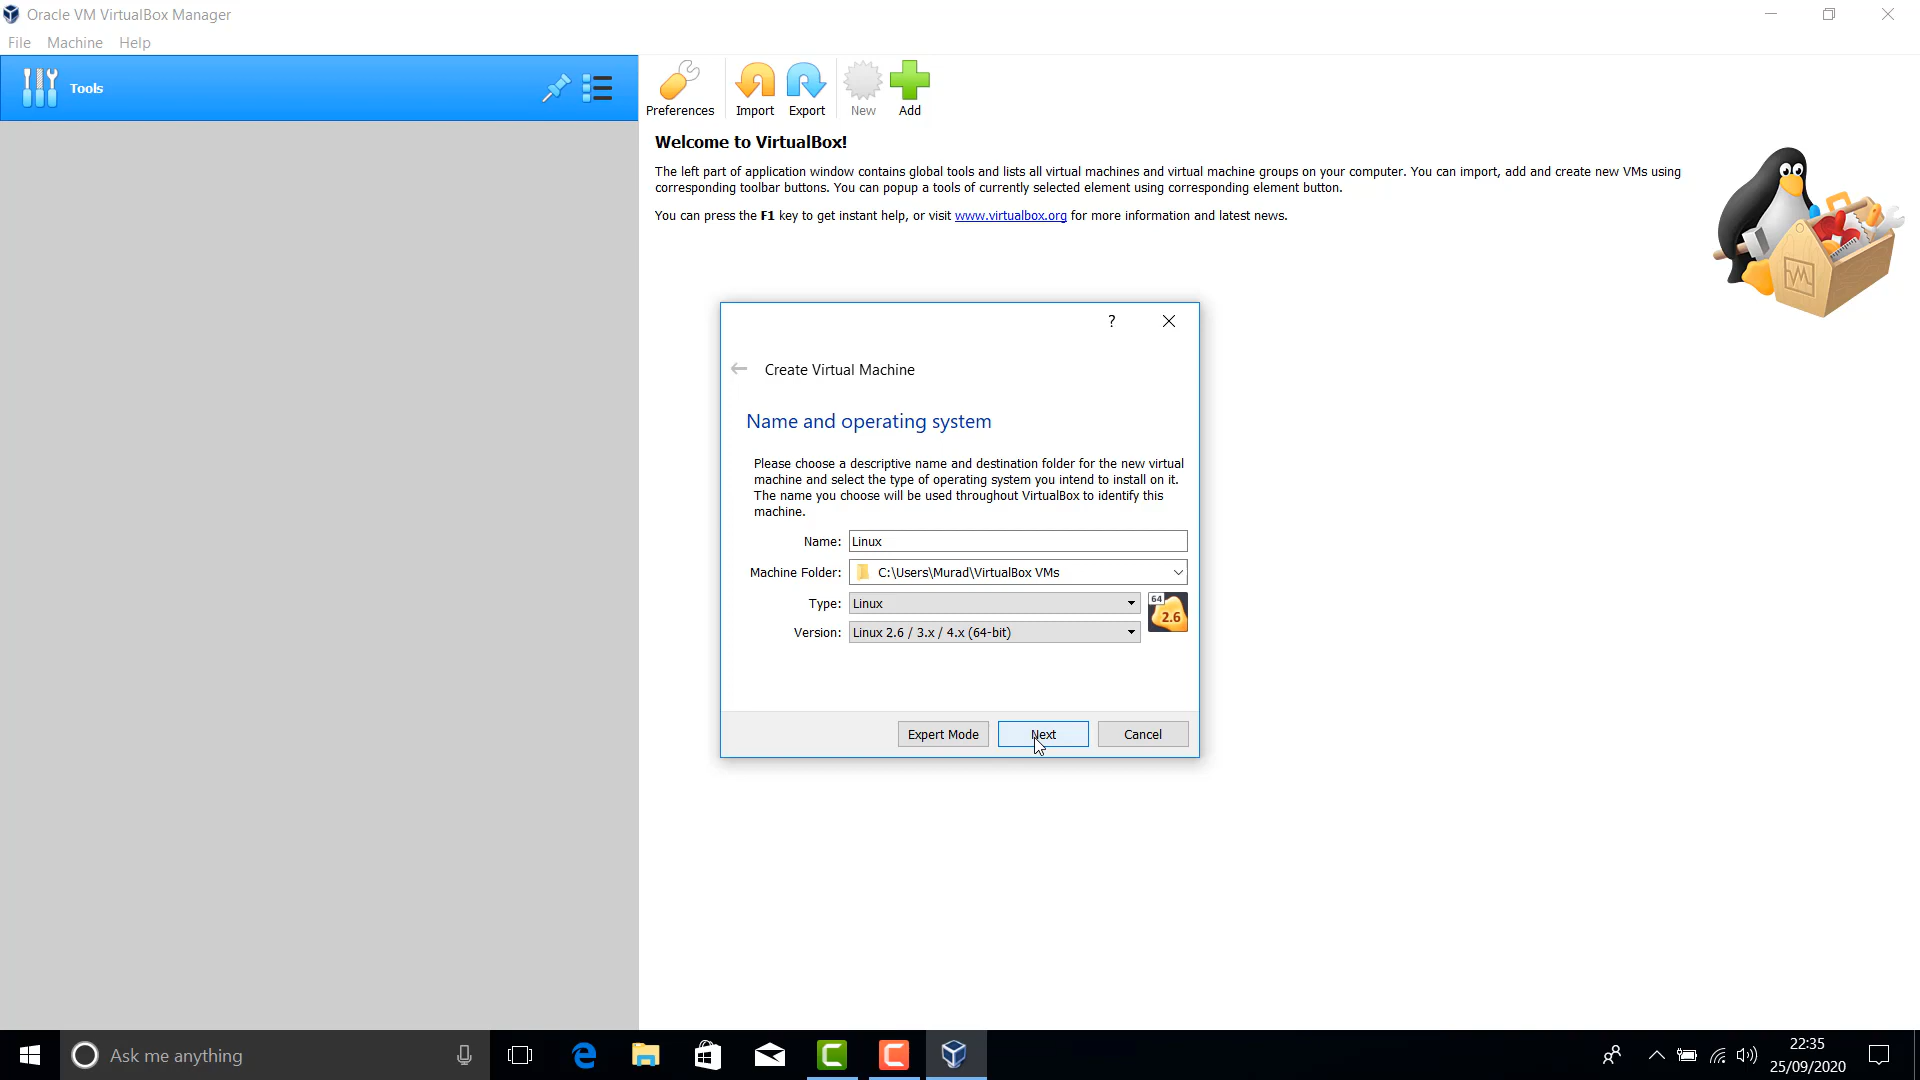 Oracle VM VirtualBox Manager
File Machine Help
Tools
Preferences Import Export New Add
Welcome to VirtualBox!
The left part of application window contains global tools and lists all virtual machines and virtual machine groups on your computer. You can import, add and create new VMs using
corresponding toolbar buttons. You can popup a tools of currently selected element using corresponding element button.
You can press the F1 key to get instant help, or visit www.virtualbox.org for more information and latest news.
?
Create Virtual Machine
Name and operating system
Please choose a descriptive name and destination folder for the new virtual
machine and select the type of operating system you intend to install on it.
The name you choose will be used throughout VirtualBox to identify this
machine.
Name: Linux
Machine Folder: C:\Users\Murad\VirtualBox VMs
Type: Linux
64
2.6
Version: Linux 2.6 / 3.x / 4.x (64-bit)
Expert Mode Next Cancel
Ask me anything
22:35
25/09/2020